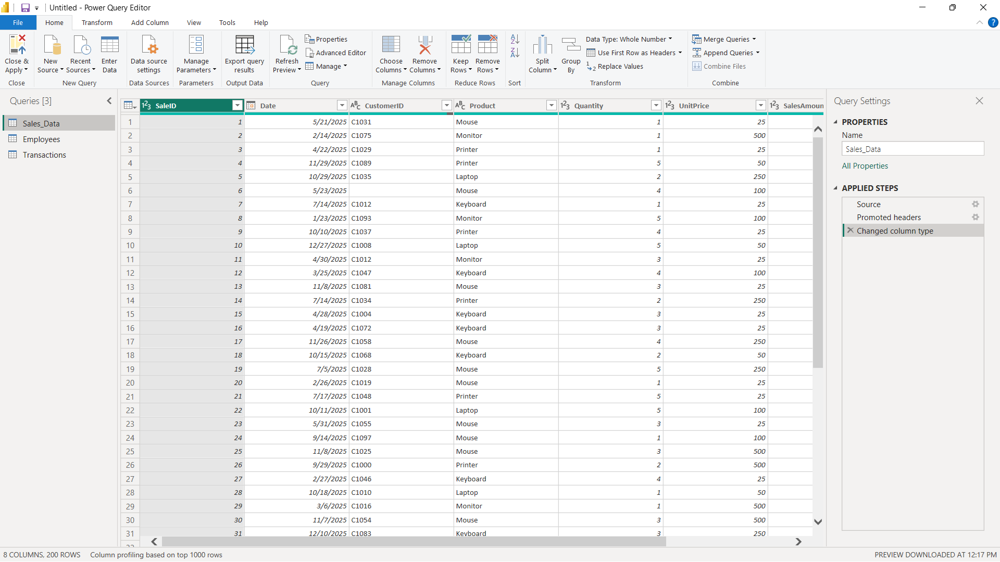 Untitled - Power Query Editor
File Home Transform Add Column View Tools Help
Close & Apply
Close
New Source
Recent Sources
Enter Data
New Query
Data source settings
Data Sources
Manage Parameters
Parameters
Export query results
Output Data
Refresh Preview
Properties
Advanced Editor
Manage
Query
Choose Columns
Remove Columns
Manage Columns
Keep Rows
Remove Rows
Reduce Rows
Sort
Split Column
Group By
Data Type: Whole Number
Use First Row as Headers
Replace Values
Transform
Merge Queries
Append Queries
Combine Files
Combine
Queries [3]
Sales_Data
Employees
Transactions
SaleID Date CustomerID Product Quantity UnitPrice SalesAmoun
1 1 5/21/2025 C1031 Mouse 1 25
2 2 2/14/2025 C1075 Monitor 1 500
3 3 4/22/2025 C1029 Printer 1 25
4 4 11/29/2025 C1089 Printer 5 50
5 5 10/29/2025 C1035 Laptop 2 250
6 6 5/23/2025 Mouse 4 100
7 7 7/14/2025 C1012 Keyboard 1 25
8 8 1/23/2025 C1093 Monitor 5 100
9 9 10/10/2025 C1037 Printer 4 25
10 10 12/27/2025 C1008 Laptop 5 50
11 11 4/30/2025 C1012 Monitor 3 25
12 12 3/25/2025 C1047 Keyboard 4 100
13 13 11/8/2025 C1081 Mouse 3 25
14 14 7/14/2025 C1034 Printer 2 250
15 15 4/28/2025 C1004 Keyboard 3 25
16 16 4/19/2025 C1072 Keyboard 3 25
17 17 11/26/2025 C1058 Mouse 4 250
18 18 10/15/2025 C1068 Keyboard 2 50
19 19 7/5/2025 C1028 Mouse 5 250
20 20 2/26/2025 C1019 Mouse 1 25
21 21 7/17/2025 C1048 Printer 5 25
22 22 10/11/2025 C1001 Laptop 5 100
23 23 5/31/2025 C1055 Mouse 3 25
24 24 9/14/2025 C1097 Mouse 1 100
25 25 11/8/2025 C1025 Mouse 3 500
26 26 9/29/2025 C1000 Printer 2 500
27 27 2/27/2025 C1046 Keyboard 4 25
28 28 10/18/2025 C1010 Laptop 1 50
29 29 3/6/2025 C1016 Monitor 1 500
30 30 11/7/2025 C1054 Mouse 3 500
31 31 12/10/2025 C1083 Keyboard 3 250
Query Settings
PROPERTIES
Name
Sales_Data
All Properties
APPLIED STEPS
Source
Promoted headers
Changed column type
8 COLUMNS, 200 ROWS Column profiling based on top 1000 rows
PREVIEW DOWNLOADED AT 12:17 PM